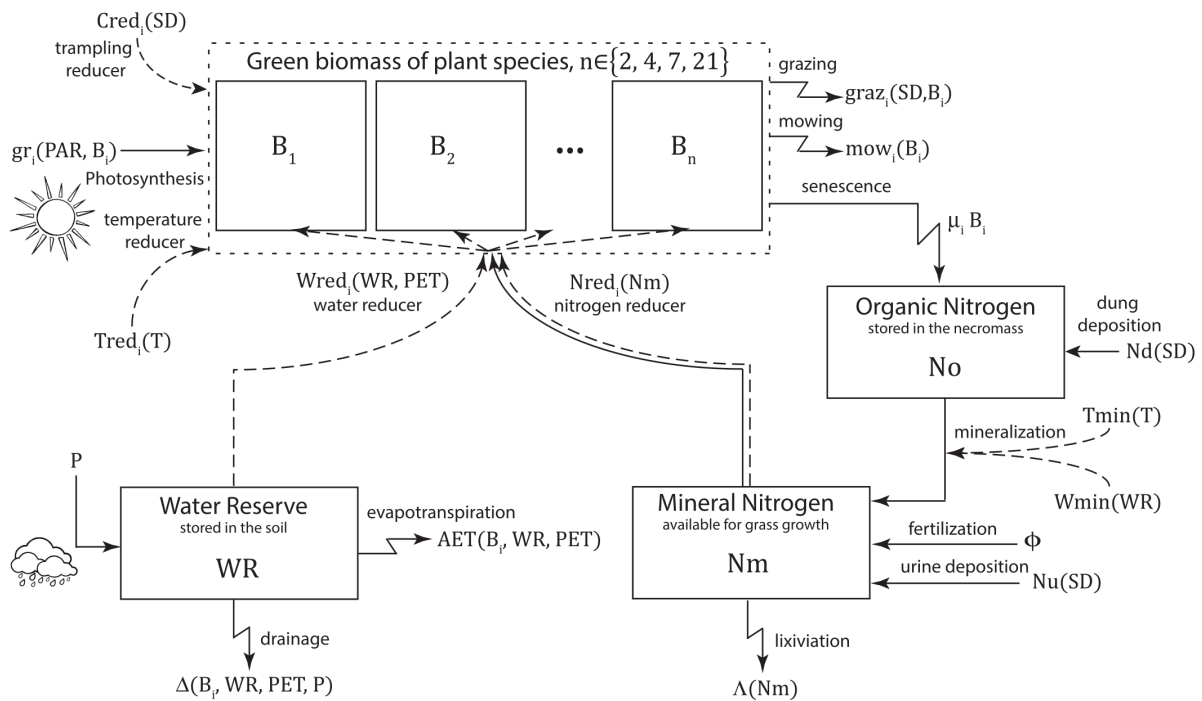 Cred_i(SD)
trampling
reducer
Green biomass of plant species, n∈{2, 4, 7, 21}
grazing
graz_i(SD,B_i)
mowing
mow_i(B_i)
B_1
B_2
...
B_n
gr_i(PAR, B_i)
Photosynthesis
senescence
μ_i B_i
temperature
reducer
Tred_i(T)
Wred_i(WR, PET)
water reducer
Nred_i(Nm)
nitrogen reducer
Organic Nitrogen
stored in the necromass
No
dung
deposition
Nd(SD)
mineralization
Tmin(T)
Wmin(WR)
P
Water Reserve
stored in the soil
WR
evapotranspiration
AET(B_i, WR, PET)
drainage
Δ(B_i, WR, PET, P)
Mineral Nitrogen
available for grass growth
Nm
fertilization
ϕ
urine deposition
Nu(SD)
lixiviation
Λ(Nm)